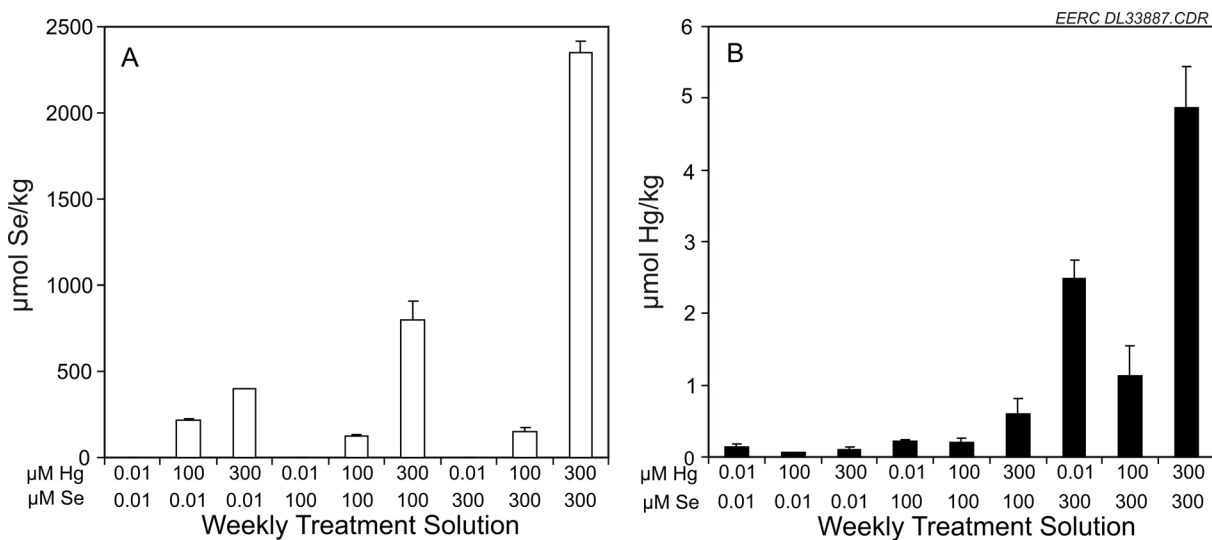 EERC DL33887.CDR
A
2500
2000
1500
1000
500
0
µmol Se/kg
µM Hg 0.01 100 300 0.01 100 300 0.01 100 300
µM Se 0.01 0.01 0.01 100 100 100 300 300 300
Weekly Treatment Solution
B
6
5
4
3
2
1
0
µmol Hg/kg
µM Hg 0.01 100 300 0.01 100 300 0.01 100 300
µM Se 0.01 0.01 0.01 100 100 100 300 300 300
Weekly Treatment Solution